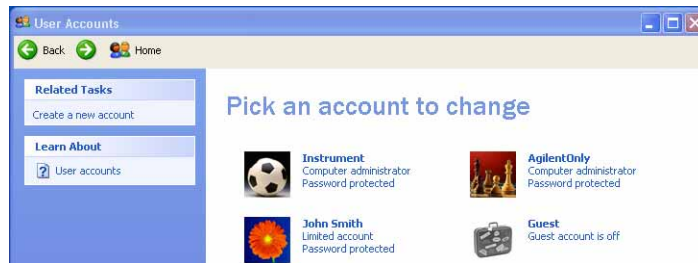 User Accounts
Back
Home
Related Tasks
Create a new account
Learn About
User accounts
Pick an account to change
Instrument
Computer administrator
Password protected
AgilentOnly
Computer administrator
Password protected
John Smith
Limited account
Password protected
Guest
Guest account is off